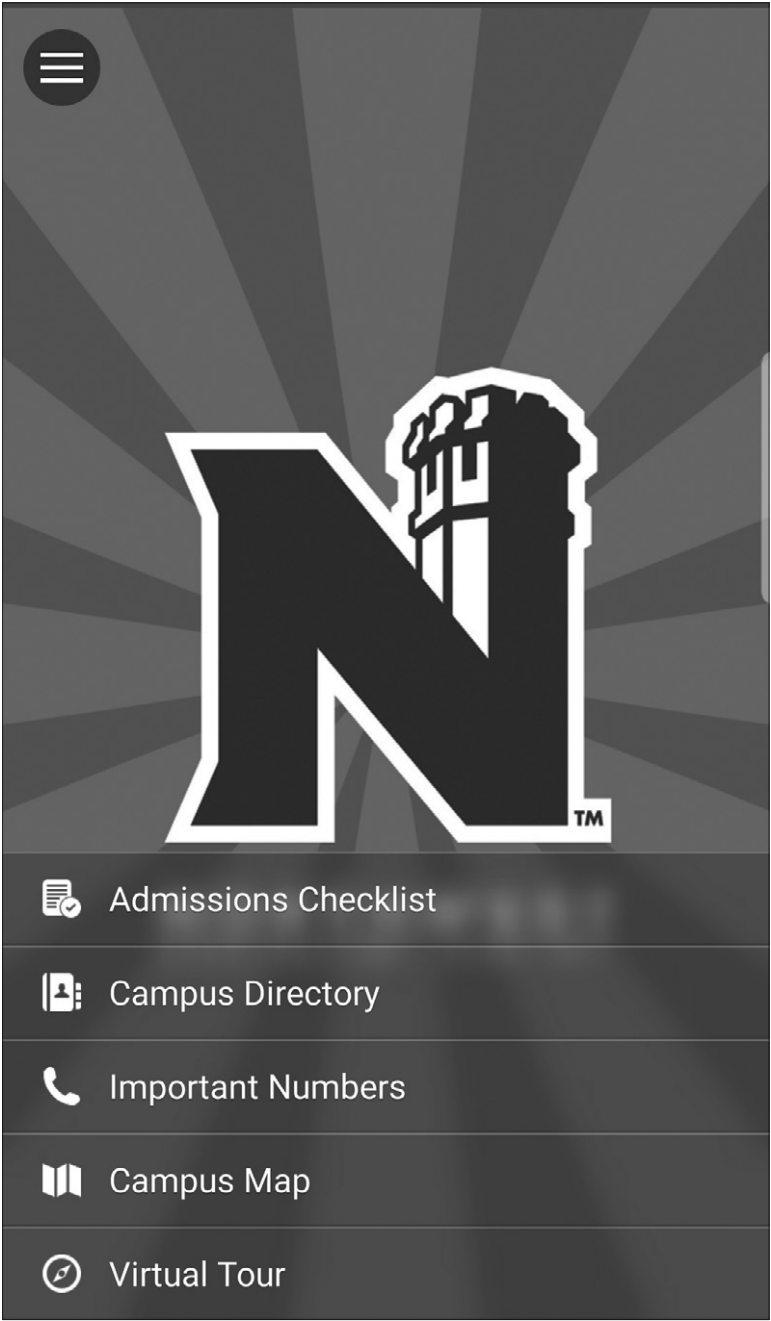 N
TM
Admissions Checklist
Campus Directory
Important Numbers
Campus Map
Virtual Tour